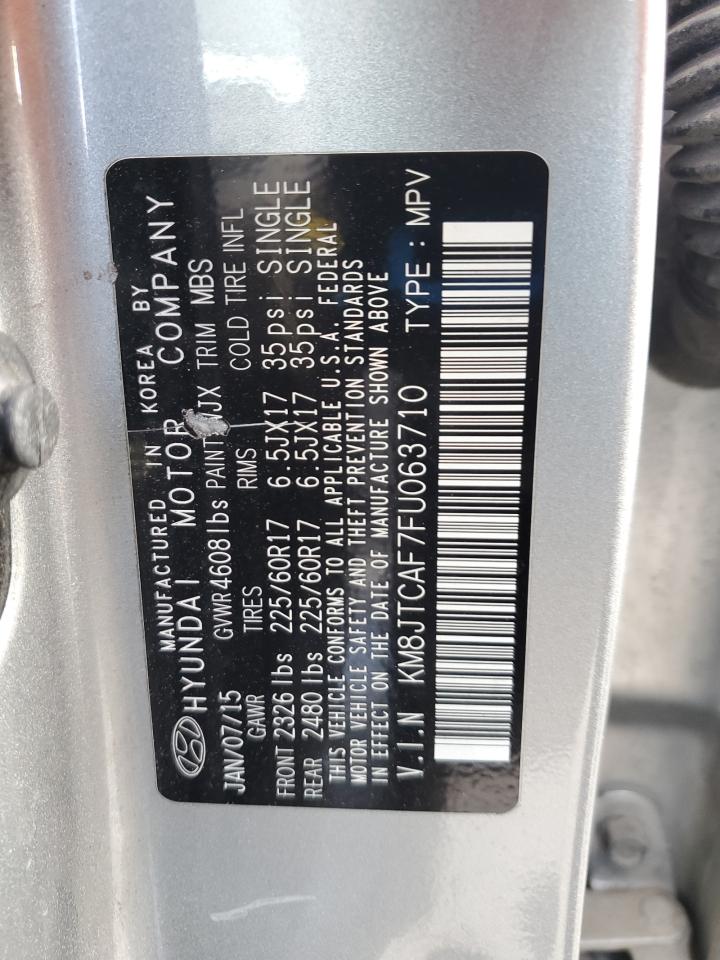 MANUFACTURED IN KOREA BY
HYUNDAI MOTOR COMPANY
JAN/07/15 GVWR 4608lbs PAINT VJX TRIM MBS
GAWR TIRES RIMS COLD TIRE INFL
FRONT 2326 lbs 225/60R17 6.5JX17 35psi SINGLE
REAR 2480 lbs 225/60R17 6.5JX17 35psi SINGLE
THIS VEHICLE CONFORMS TO ALL APPLICABLE U.S.A. FEDERAL
MOTOR VEHICLE SAFETY AND THEFT PREVENTION STANDARDS
IN EFFECT ON THE DATE OF MANUFACTURE SHOWN ABOVE
V.I.N KM8JTCAF7FU063710 TYPE : MPV